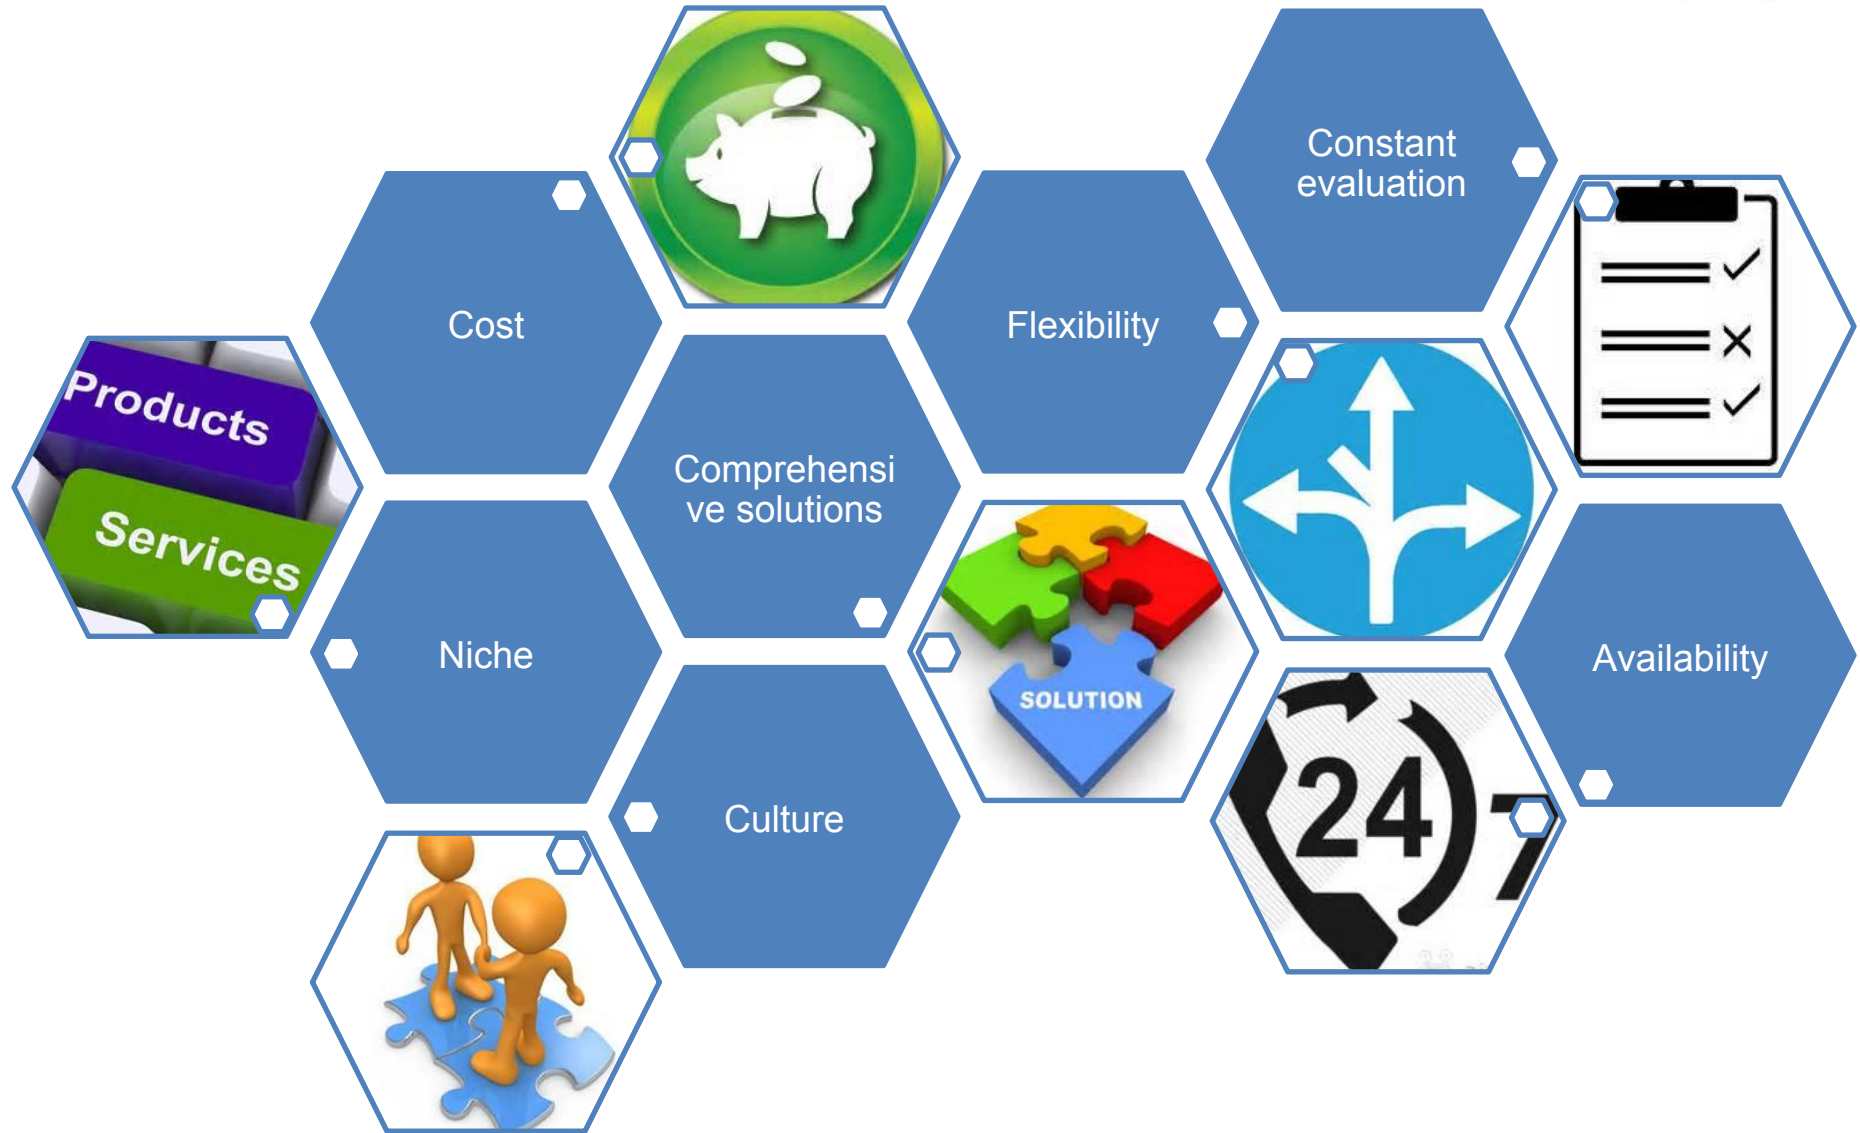 Constant
evaluation
Cost
Flexibility
Products
Services
Comprehensi
ve solutions
Niche
SOLUTION
Availability
Culture
24
7